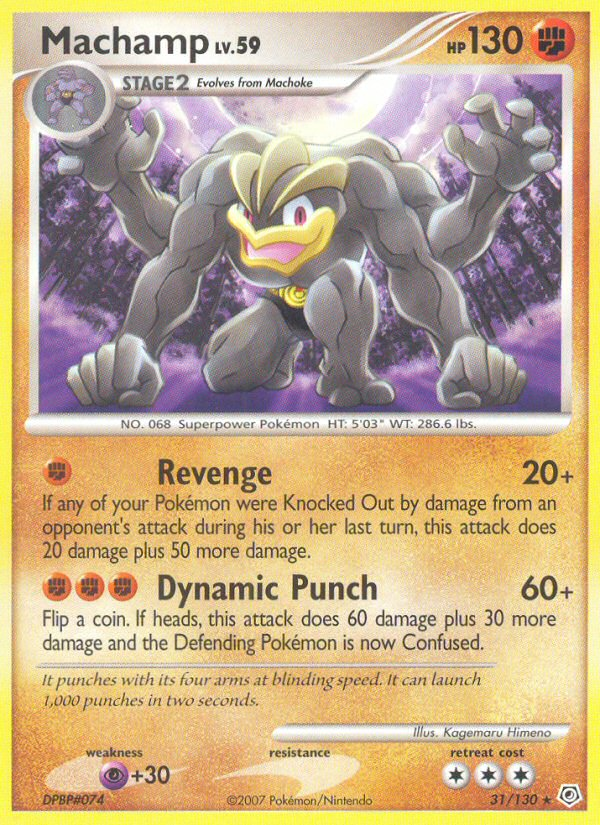 Machamp LV.59 HP 130
STAGE2 Evolves from Machoke
NO. 068 Superpower Pokémon HT: 5'03" WT: 286.6 lbs.
Revenge 20+
If any of your Pokémon were Knocked Out by damage from an
opponent's attack during his or her last turn, this attack does
20 damage plus 50 more damage.
Dynamic Punch 60+
Flip a coin. If heads, this attack does 60 damage plus 30 more
damage and the Defending Pokémon is now Confused.
It punches with its four arms at blinding speed. It can launch
1,000 punches in two seconds.
Illus. Kagemaru Himeno
weakness resistance retreat cost
+30
DPBP#074 ©2007 Pokémon/Nintendo 31/130 ★